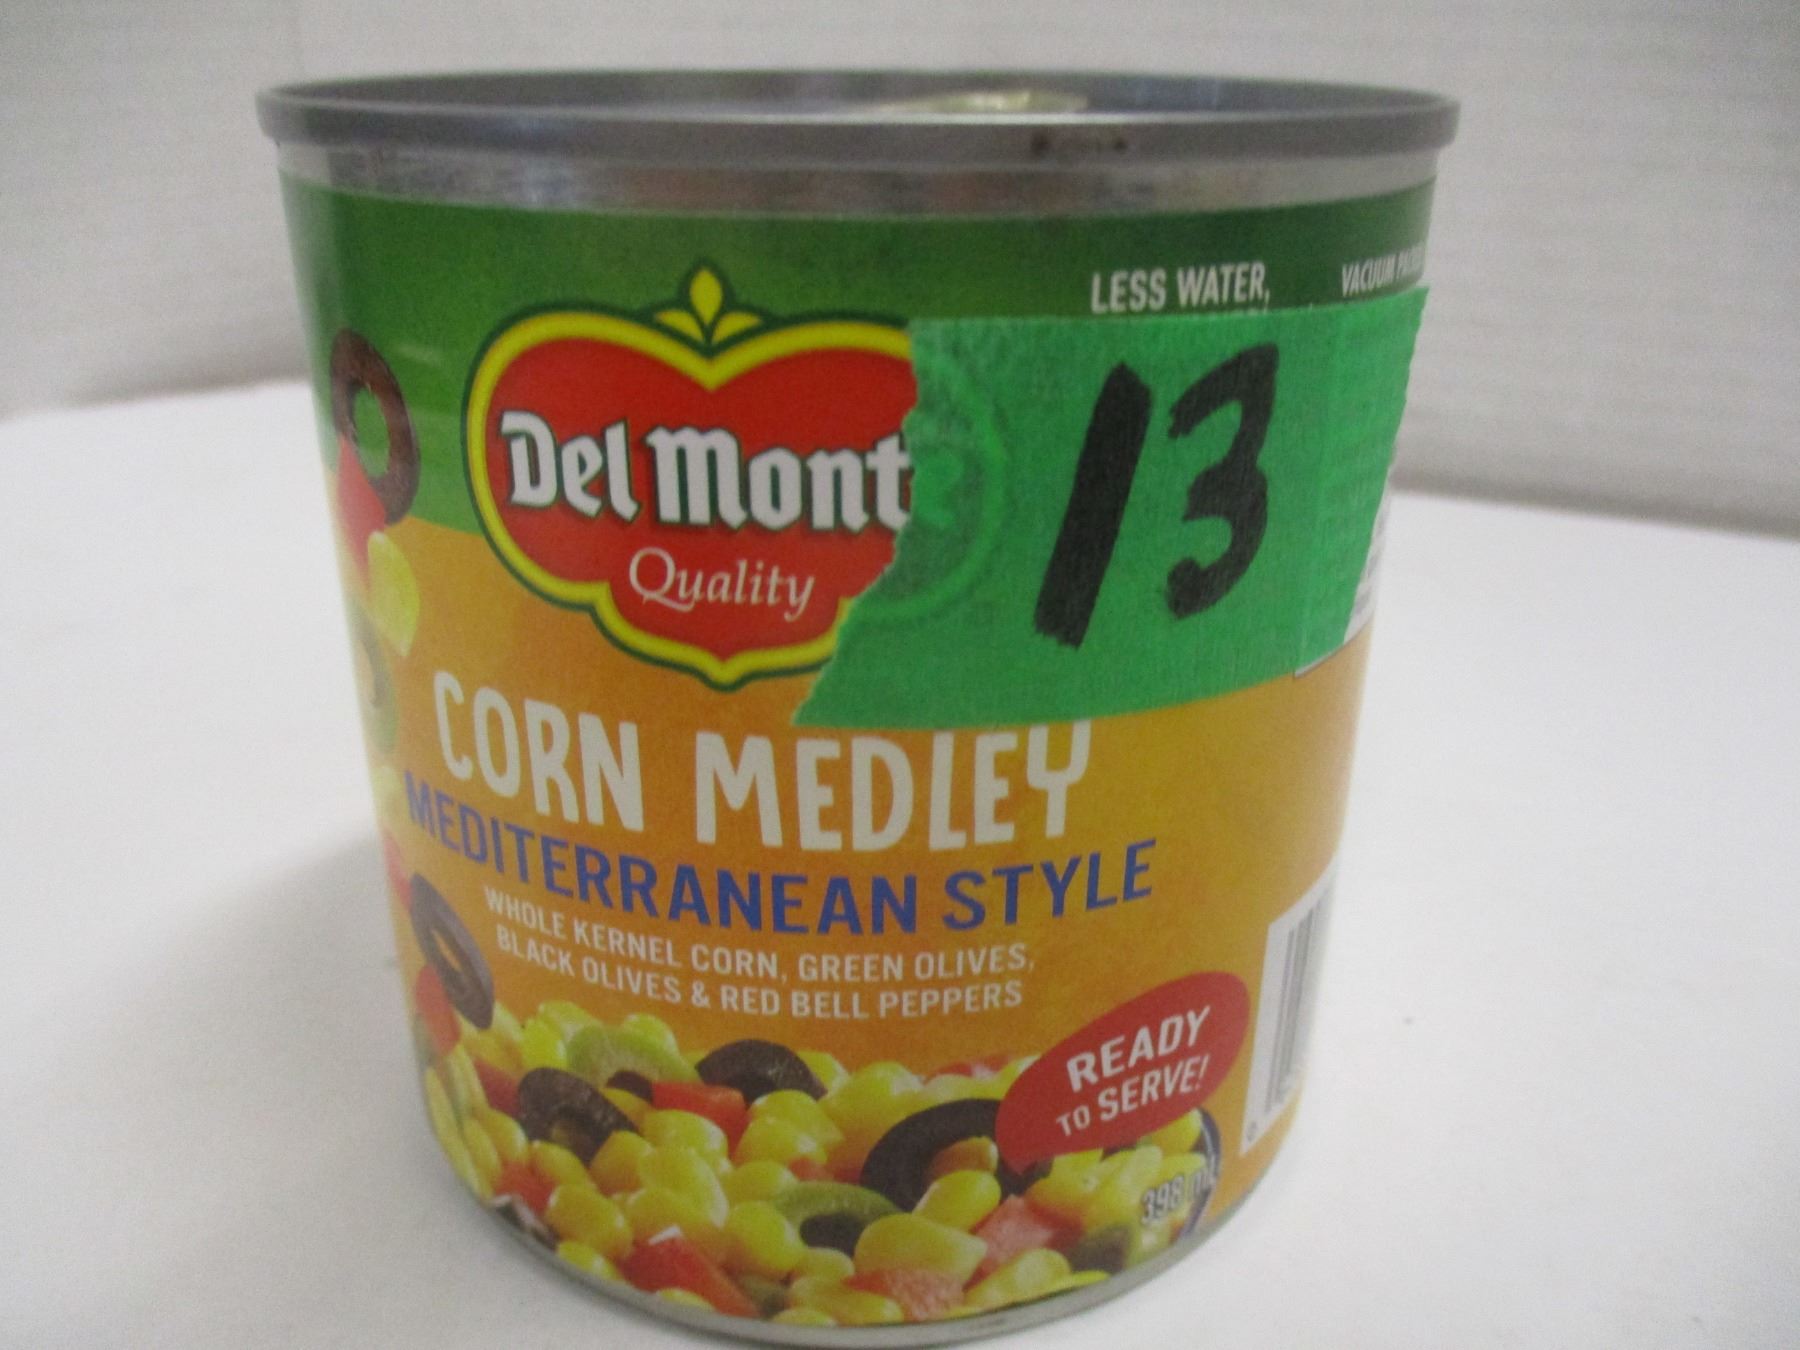 LESS WATER,
VACUUM
Del Mont
Quality
13
CORN MEDLEY
MEDITERRANEAN STYLE
WHOLE KERNEL CORN, GREEN OLIVES,
BLACK OLIVES & RED BELL PEPPERS
READY
TO SERVE!
398 mL